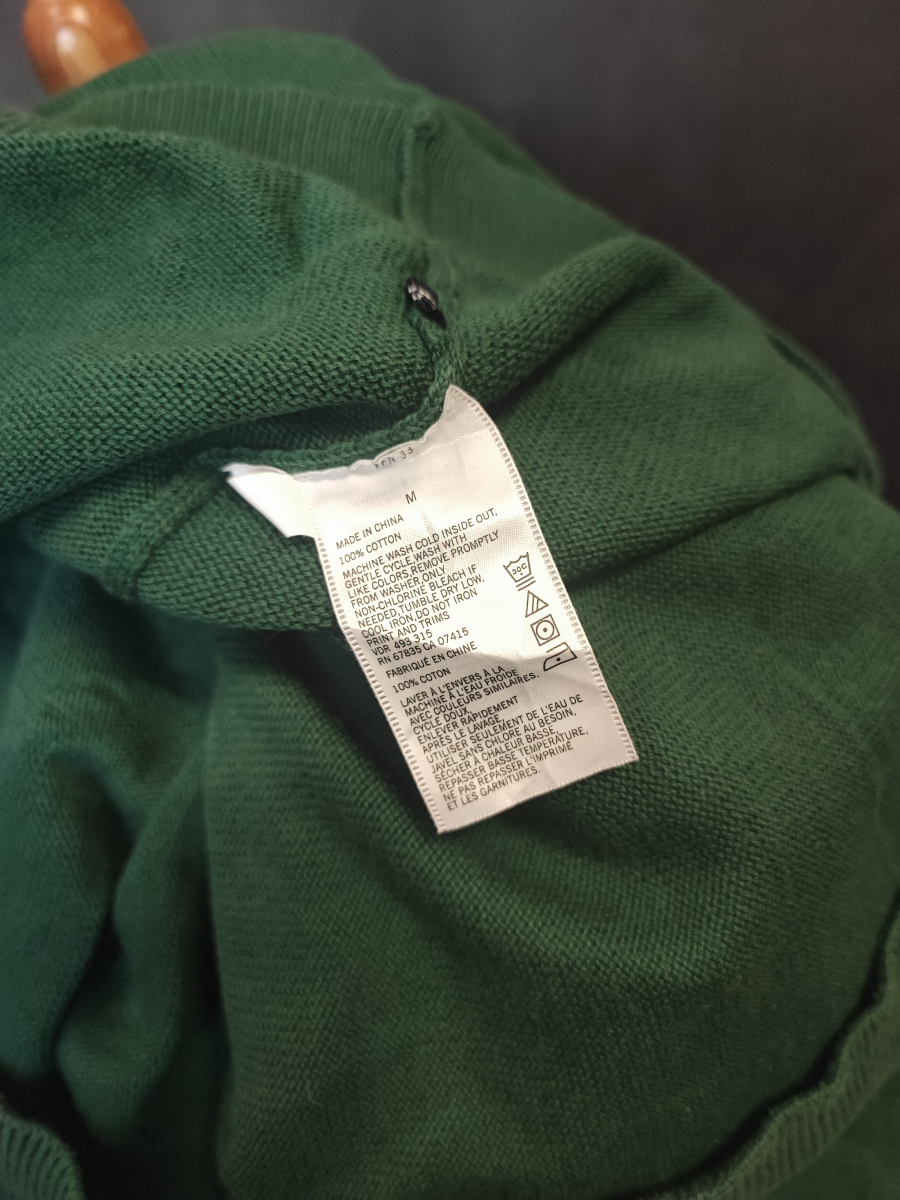 M
MADE IN CHINA
100% COTTON
MACHINE WASH COLD INSIDE OUT,
GENTLE CYCLE,WASH WITH
LIKE COLORS REMOVE PROMPTLY
FROM WASHER,ONLY
NON-CHLORINE BLEACH IF
NEEDED,TUMBLE DRY LOW,
COOL IRON,DO NOT IRON
PRINT AND TRIMS
VDR 493 315
RN 67835 CA 07415
FABRIQUÉ EN CHINE
100% COTON
LAVER À L'ENVERS À LA
MACHINE À L'EAU FROIDE
AVEC COULEURS SIMILAIRES,
CYCLE DOUX,
ENLEVER RAPIDEMENT
APRÈS LE LAVAGE,
UTILISER SEULEMENT DE L'EAU DE
JAVEL SANS CHLORE AU BESOIN,
SÉCHER À CHALEUR BASSE,
REPASSER BASSE TEMPÉRATURE,
NE PAS REPASSER L'IMPRIMÉ
ET LES GARNITURES.
30C